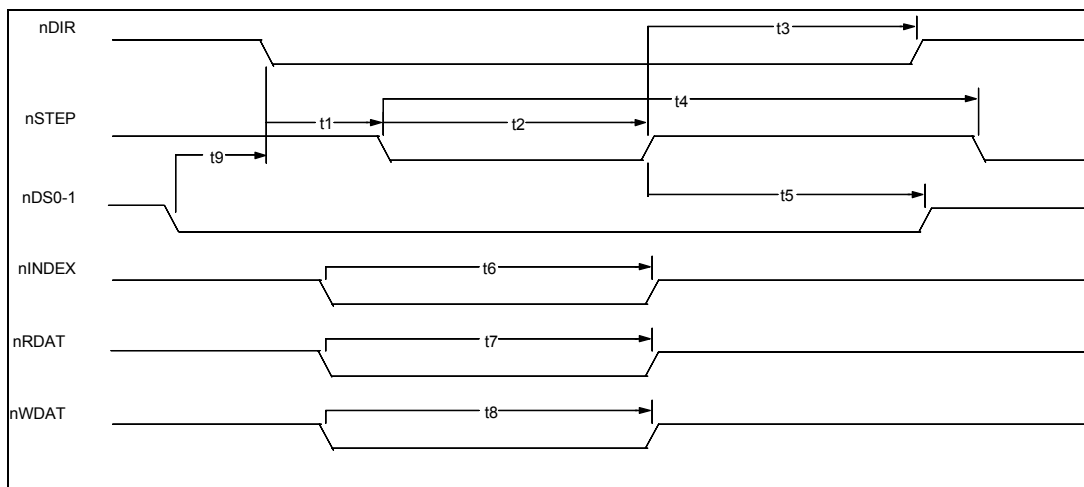 nDIR
t3
nSTEP
t4
t1
t2
t9
nDS0-1
t5
nINDEX
t6
nRDAT
t7
nWDAT
t8